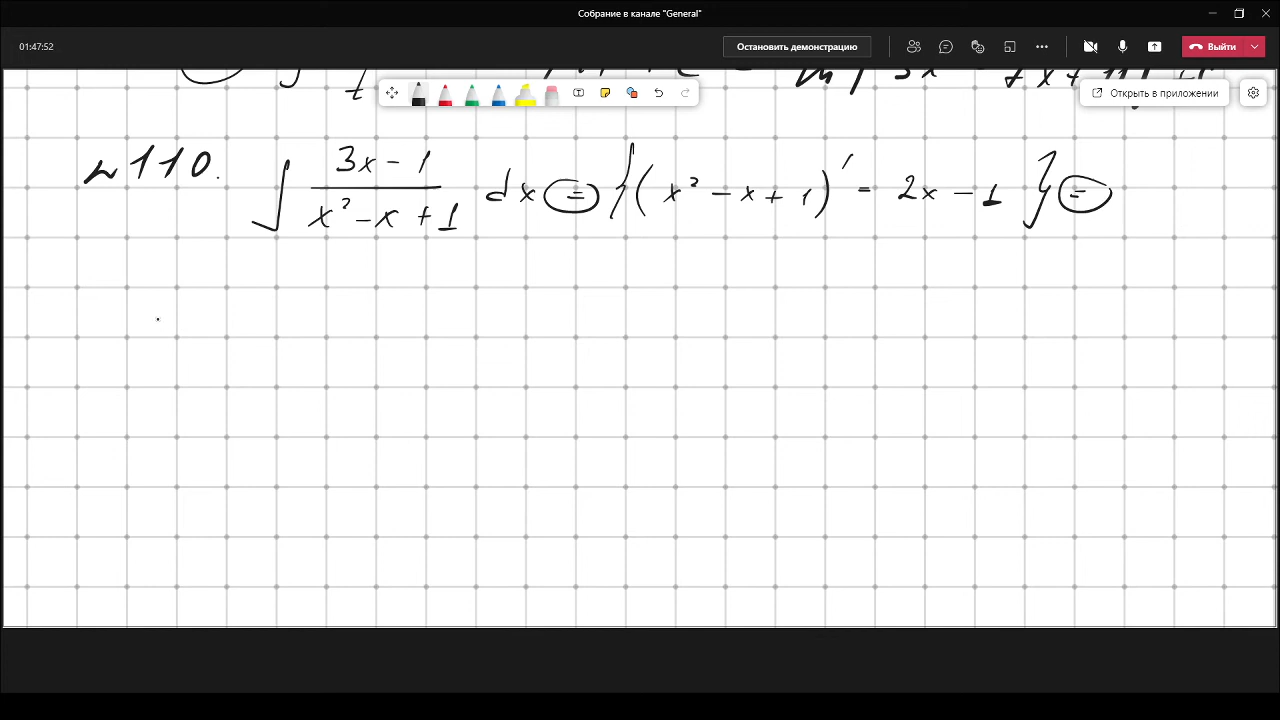 Собрание в канале "General"
01:47:52
Остановить демонстрацию
Выйти
Открыть в приложении
~110. ∫ (3x - 1)/(x² - x + 1) dx = {(x² - x + 1)' = 2x - 1} =